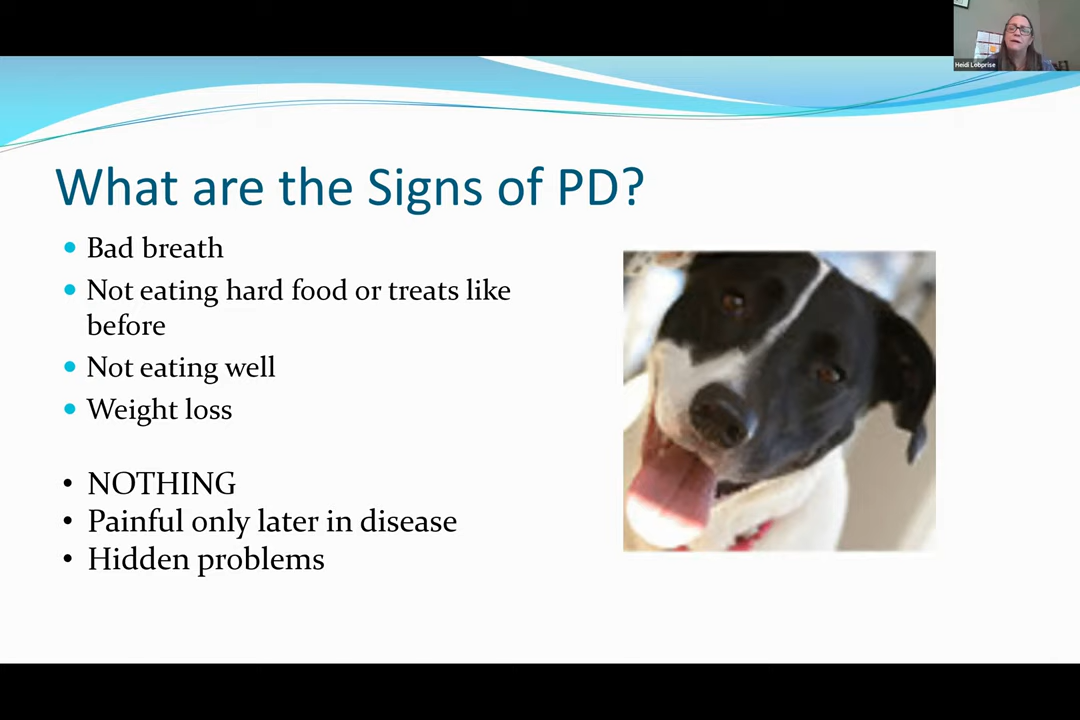 Heidi Lobprise
What are the Signs of PD?
Bad breath
Not eating hard food or treats like
before
Not eating well
Weight loss
NOTHING
Painful only later in disease
Hidden problems